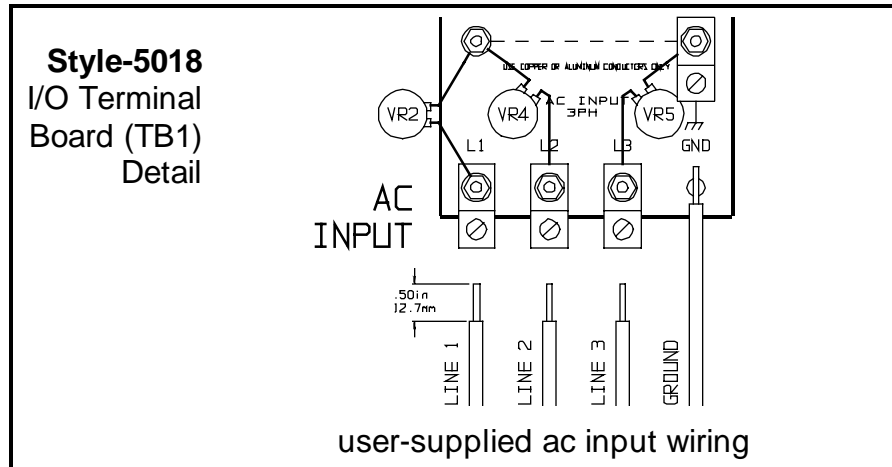 Style-5018
I/O Terminal
Board (TB1)
Detail
USE COPPER OR ALUMINUM CONDUCTORS ONLY
AC INPUT
3PH
VR2
VR4
VR5
L1
L2
L3
GND
AC
INPUT
.50in
12.7mm
LINE 1
LINE 2
LINE 3
GROUND
user-supplied ac input wiring